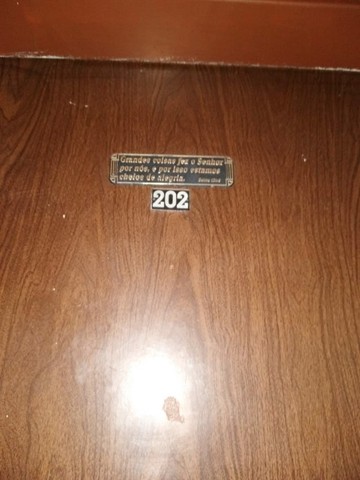 Grandes coisas fez o Senhor
por nós, e por isso estamos
cheios de alegria.
202